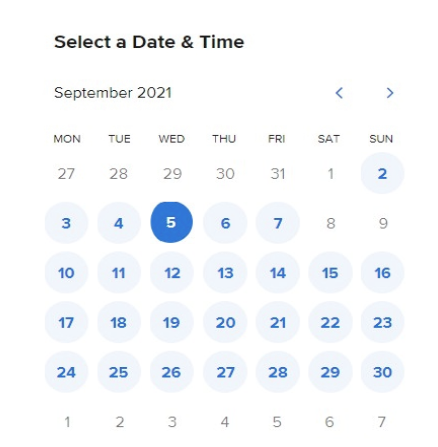 Select a Date & Time
September 2021
MON TUE WED THU FRI SAT SUN
27 28 29 30 31 1 2
3 4 5 6 7 8 9
10 11 12 13 14 15 16
17 18 19 20 21 22 23
24 25 26 27 28 29 30
1 2 3 4 5 6 7